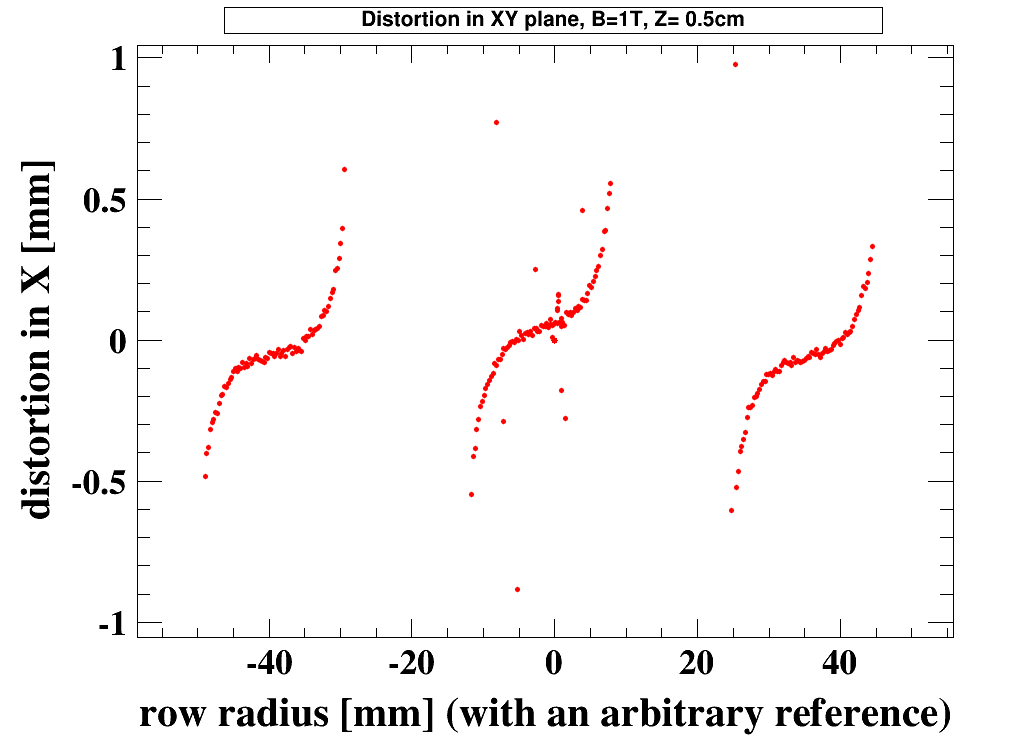 Distortion in XY plane, B=1T, Z= 0.5cm
1
0.5
0
-0.5
-1
distortion in X [mm]
-40 -20 0 20 40
row radius [mm] (with an arbitrary reference)